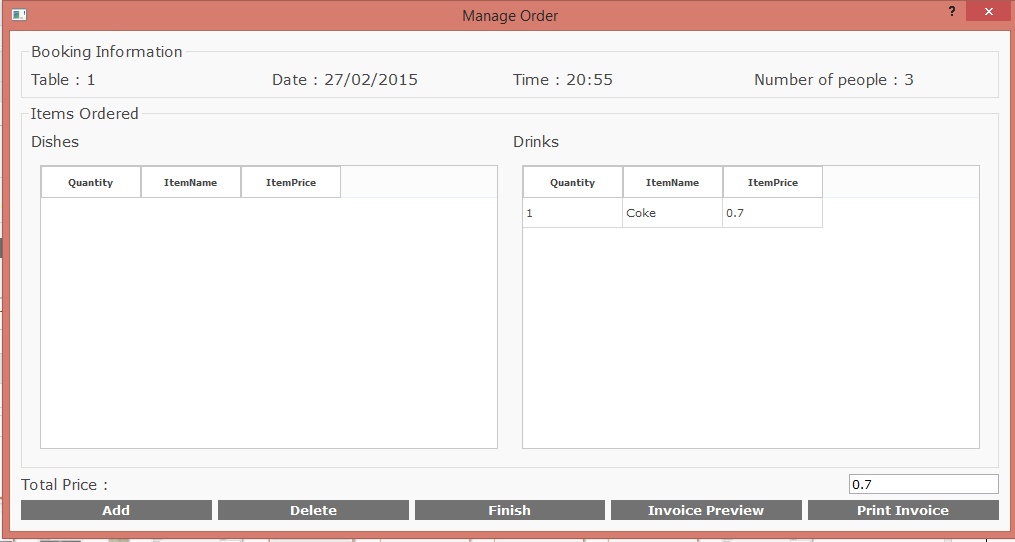 Manage Order ?
Booking Information
Table : 1 Date : 27/02/2015 Time : 20:55 Number of people : 3
Items Ordered
Dishes Drinks
Quantity ItemName ItemPrice Quantity ItemName ItemPrice
1 Coke 0.7
Total Price : 0.7
Add Delete Finish Invoice Preview Print Invoice